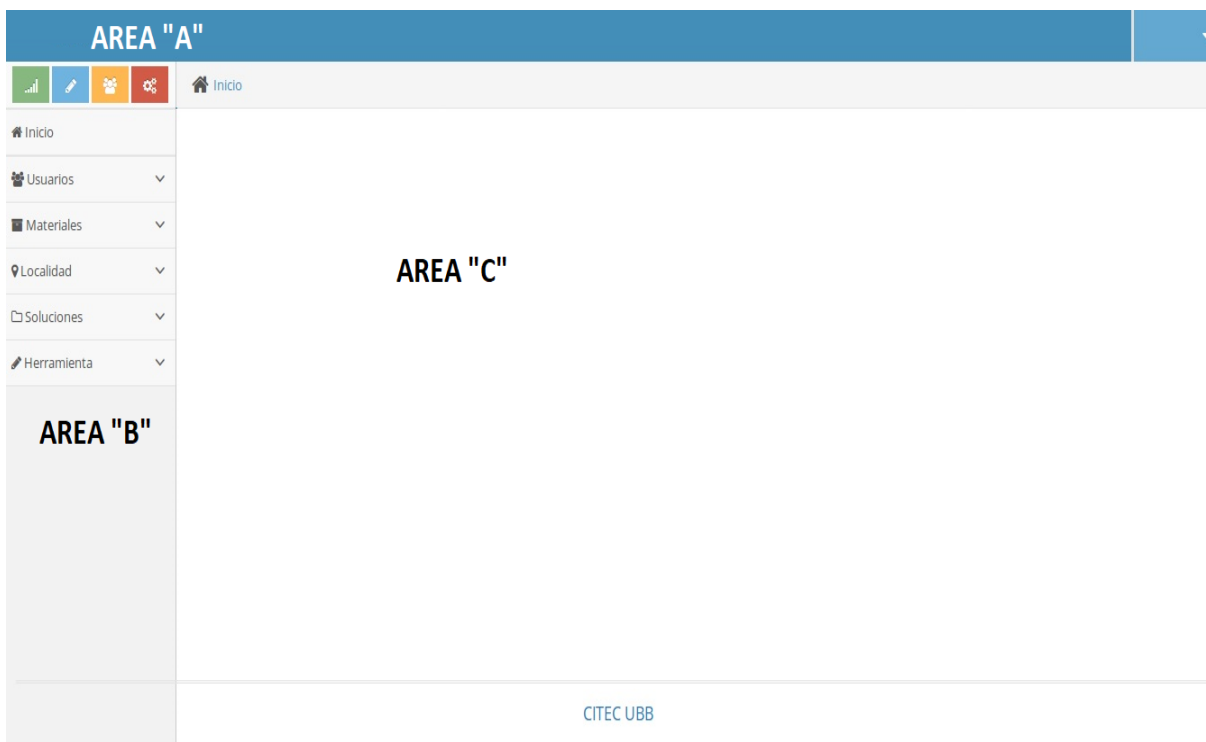 AREA "A"
Inicio
Inicio
Usuarios
Materiales
Localidad
Soluciones
Herramienta
AREA "C"
AREA "B"
CITEC UBB